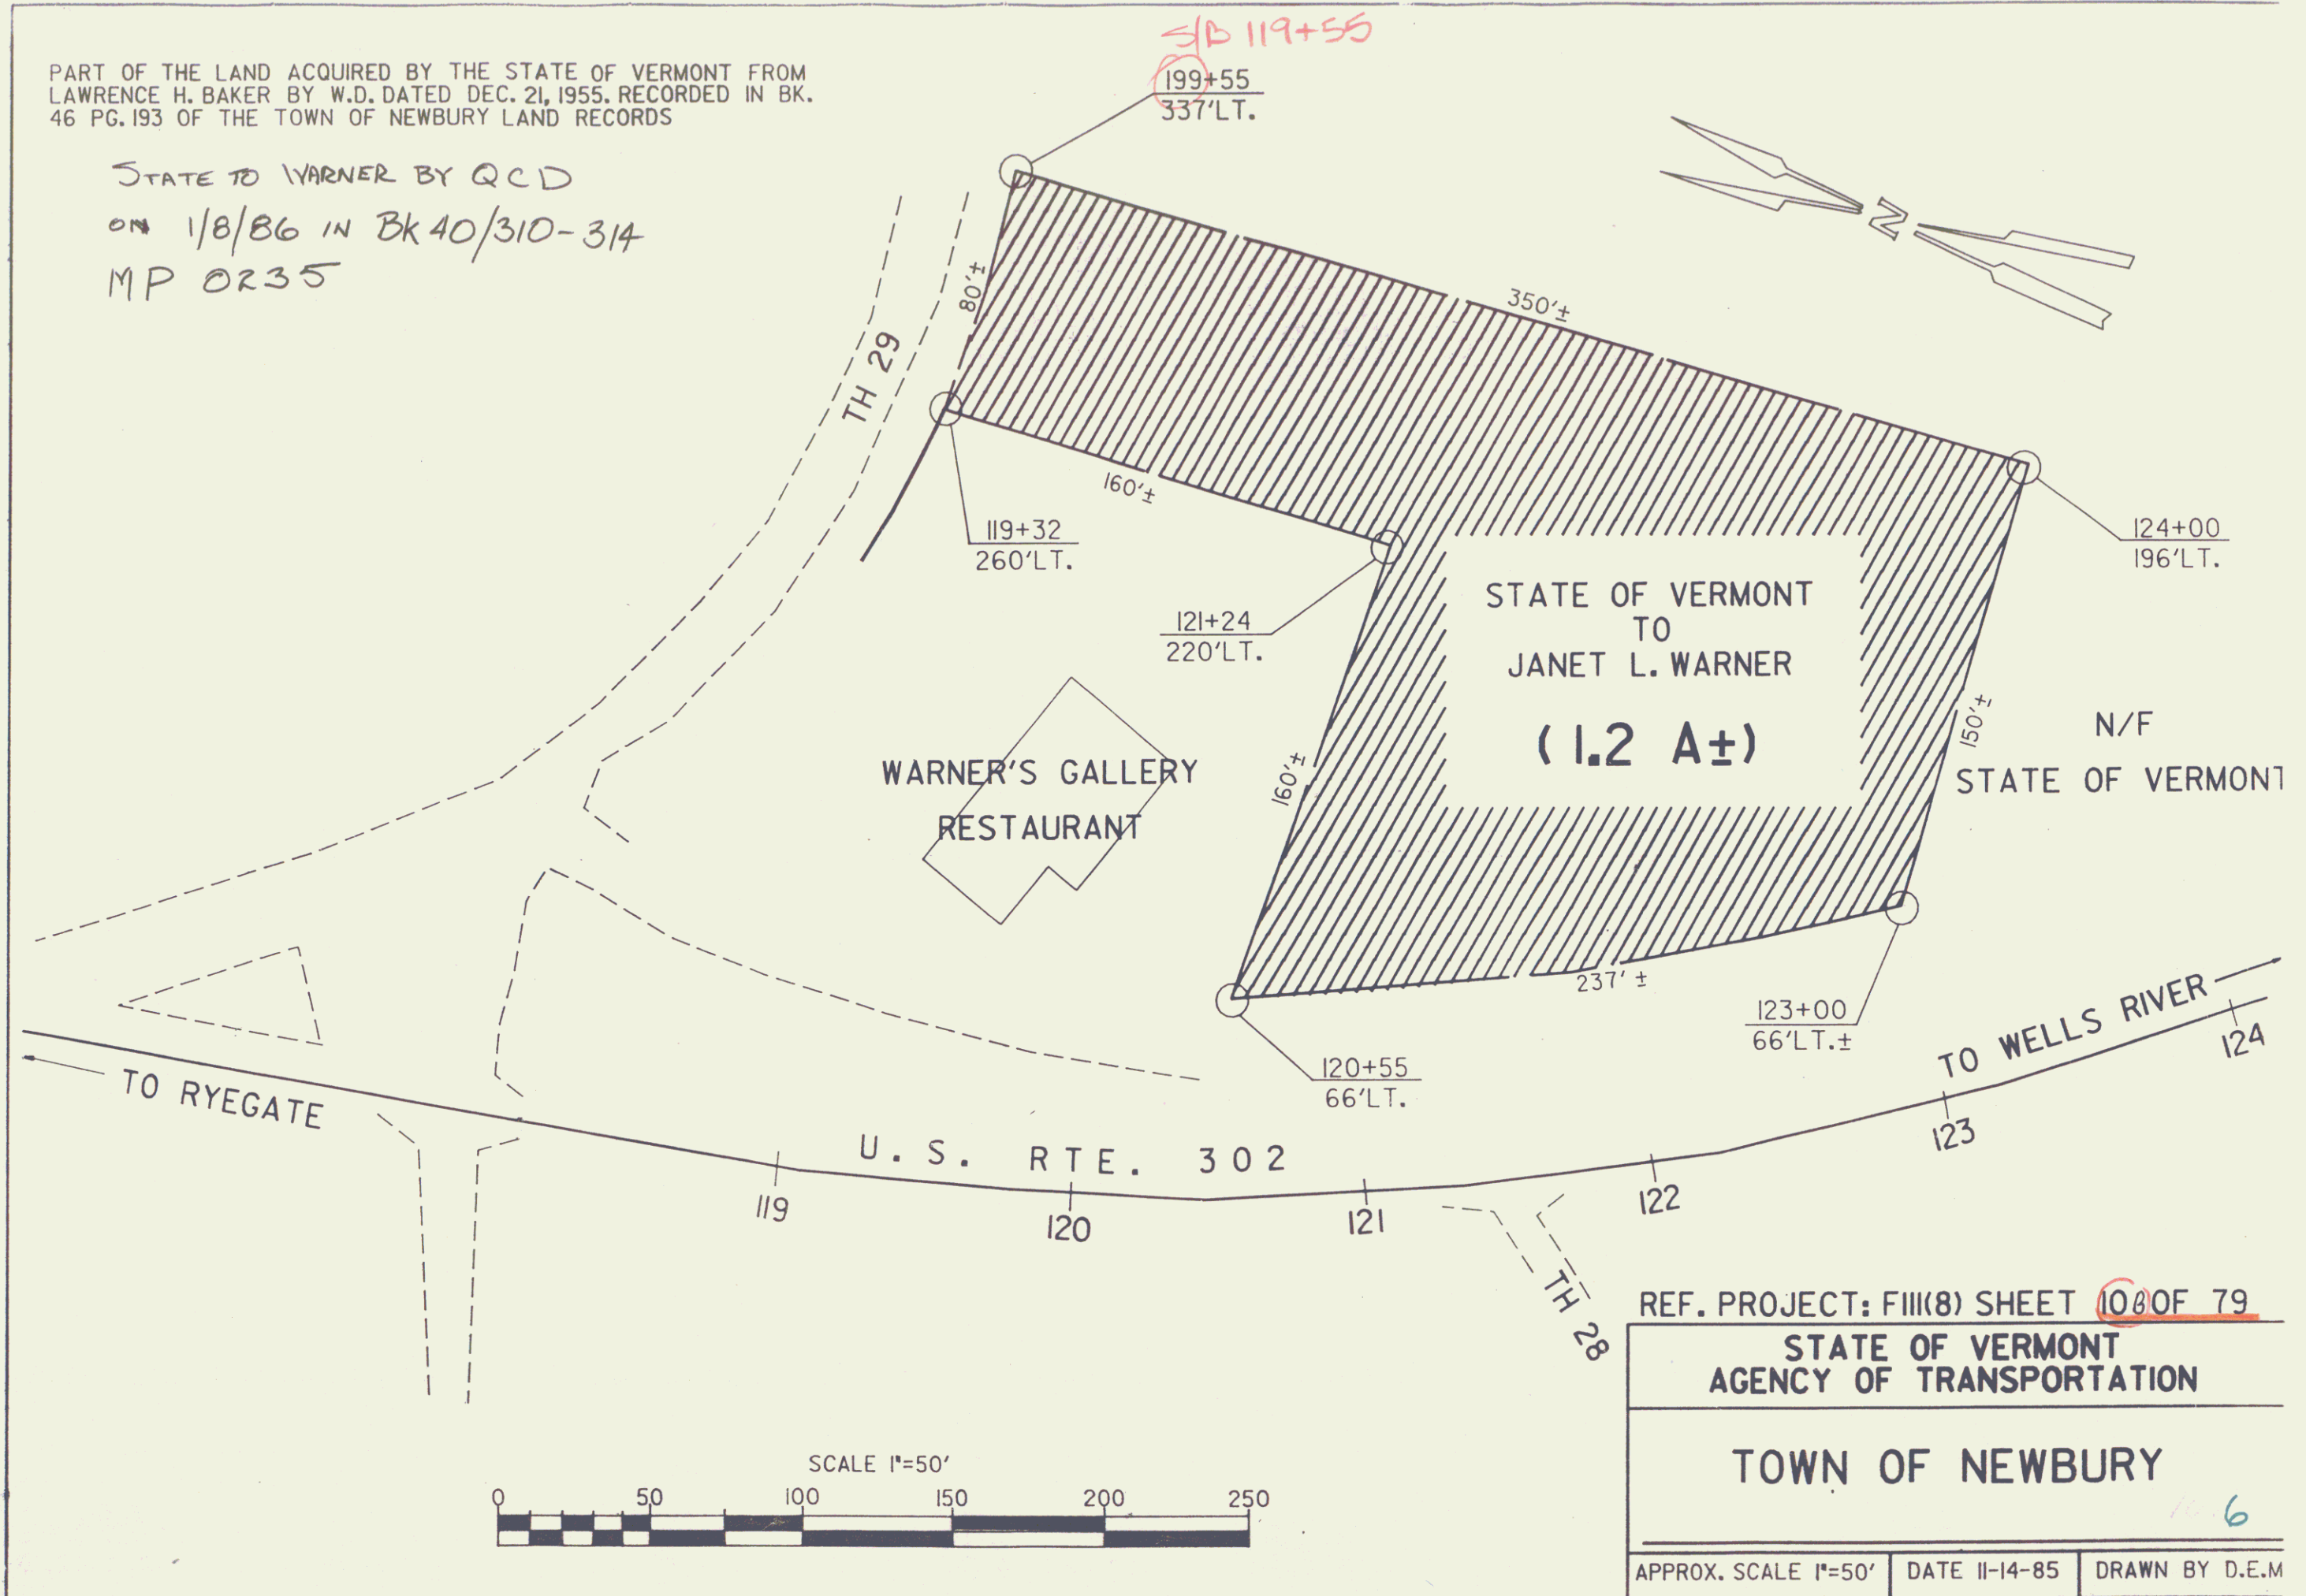 S/B 119+55
199+55
337'LT.
PART OF THE LAND ACQUIRED BY THE STATE OF VERMONT FROM
LAWRENCE H. BAKER BY W.D. DATED DEC. 21, 1955. RECORDED IN BK.
46 PG. 193 OF THE TOWN OF NEWBURY LAND RECORDS
STATE TO WARNER BY QCD
ON 1/8/86 IN BK 40/310-314
MP 0235
N
80'±
350'±
TH 29
160'±
119+32
260'LT.
124+00
196'LT.
121+24
220'LT.
STATE OF VERMONT
TO
JANET L. WARNER
(1.2 A±)
150'±
N/F
STATE OF VERMONT
WARNER'S GALLERY
RESTAURANT
160'±
237'±
123+00
66'LT.±
120+55
66'LT.
TO WELLS RIVER
124
123
TO RYEGATE
U.S. RTE. 302
119
120
121
122
TH 28
REF. PROJECT: F111(8) SHEET 10B OF 79
STATE OF VERMONT
AGENCY OF TRANSPORTATION
TOWN OF NEWBURY
6
SCALE 1"=50'
0 50 100 150 200 250
APPROX. SCALE 1"=50' DATE 11-14-85 DRAWN BY D.E.M